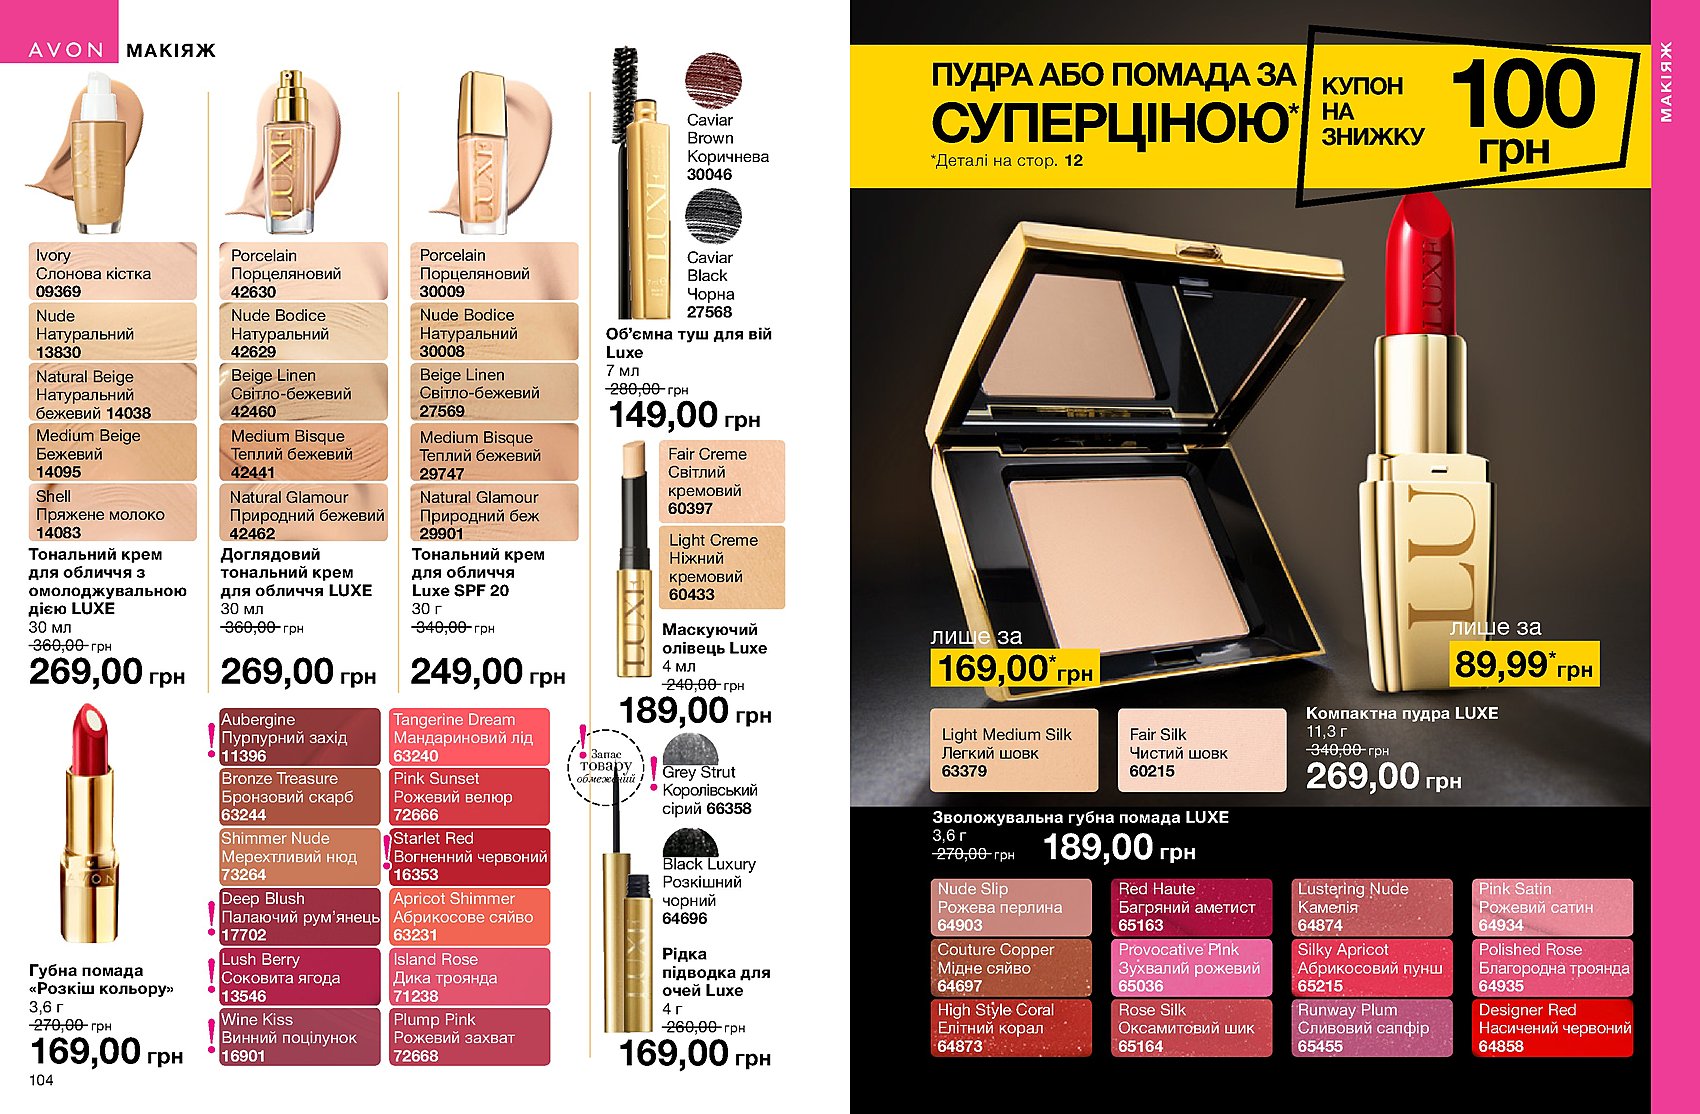 AVON МАКІЯЖ
LUXE
Ivory
Слонова кістка
09369
Nude
Натуральний
13830
Natural Beige
Натуральний
бежевий 14038
Medium Beige
Бежевий
14095
Shell
Пряжене молоко
14083
Тональний крем
для обличчя з
омолоджувальною
дією LUXE
30 мл
360,00 грн
269,00 грн
LUXE
Porcelain
Порцеляновий
42630
Nude Bodice
Натуральний
42629
Beige Linen
Світло-бежевий
42460
Medium Bisque
Теплий бежевий
42441
Natural Glamour
Природний бежевий
42462
Доглядовий
тональний крем
для обличчя LUXE
30 мл
360,00 грн
269,00 грн
LUXE
Porcelain
Порцеляновий
30009
Nude Bodice
Натуральний
30008
Beige Linen
Світло-бежевий
27569
Medium Bisque
Теплий бежевий
29747
Natural Glamour
Природний беж
29901
Тональний крем
для обличчя
Luxe SPF 20
30 г
340,00 грн
249,00 грн
LUXE
Caviar
Brown
Коричнева
30046
Caviar
Black
Чорна
27568
Об’ємна туш для вій
Luxe
7 мл
280,00 грн
149,00 грн
LUXE
Fair Creme
Світлий
кремовий
60397
Light Creme
Ніжний
кремовий
60433
Маскуючий
олівець Luxe
4 мл
240,00 грн
189,00 грн
AVON
Губна помада
«Розкіш кольору»
3,6 г
270,00 грн
169,00 грн
! Aubergine
Пурпурний захід
11396
Bronze Treasure
Бронзовий скарб
63244
Shimmer Nude
Мерехтливий нюд
73264
! Deep Blush
Палаючий рум’янець
17702
! Lush Berry
Соковита ягода
13546
! Wine Kiss
Винний поцілунок
16901
Tangerine Dream
Мандариновий лід
63240
Pink Sunset
Рожевий велюр
72666
! Starlet Red
Вогненний червоний
16353
Apricot Shimmer
Абрикосове сяйво
63231
Island Rose
Дика троянда
71238
Plump Pink
Рожевий захват
72668
! Запас
товару
обмежений
LUXE
! Grey Strut
Королівський
сірий 66358
Black Luxury
Розкішний
чорний
64696
Рідка
підводка для
очей Luxe
4 г
260,00 грн
169,00 грн
104
ПУДРА АБО ПОМАДА ЗА
СУПЕРЦІНОЮ*
*Деталі на стор. 12
КУПОН
НА
ЗНИЖКУ
100
грн
МАКІЯЖ
LUXE
LU
лише за
169,00* грн
лише за
89,99* грн
Light Medium Silk
Легкий шовк
63379
Fair Silk
Чистий шовк
60215
Компактна пудра LUXE
11,3 г
340,00 грн
269,00 грн
Зволожувальна губна помада LUXE
3,6 г
270,00 грн 189,00 грн
Nude Slip
Рожева перлина
64903
Red Haute
Багряний аметист
65163
Lustering Nude
Камелія
64874
Pink Satin
Рожевий сатин
64934
Couture Copper
Мідне сяйво
64697
Provocative Pink
Зухвалий рожевий
65036
Silky Apricot
Абрикосовий пунш
65215
Polished Rose
Благородна троянда
64935
High Style Coral
Елітний корал
64873
Rose Silk
Оксамитовий шик
65164
Runway Plum
Сливовий сапфір
65455
Designer Red
Насичений червоний
64858